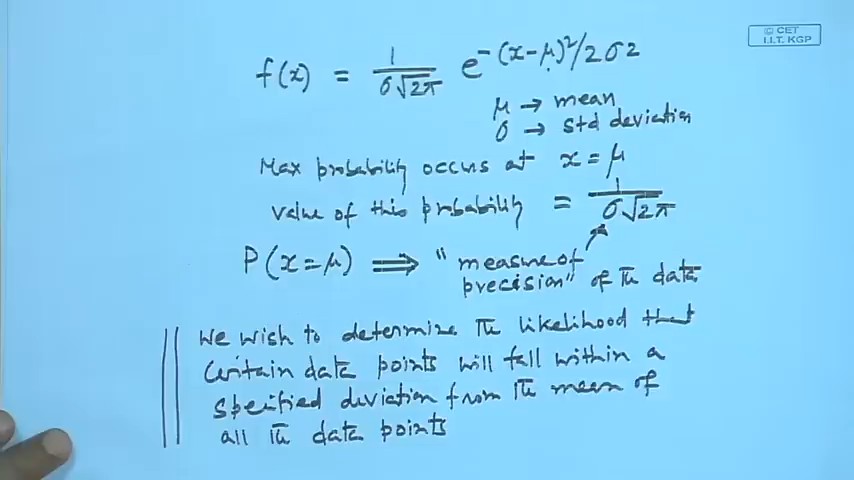 © CET
I.I.T. KGP
f(x) = 1/(σ√2π) e^-(x-μ)²/2σ2
μ → mean
σ → std deviation
Max probability occurs at x = μ
value of this probability = 1/(σ√2π)
P(x=μ) ⟹ "measure of
precision" of the data
We wish to determine the likelihood that
certain data points will fall within a
specified deviation from the mean of
all the data points